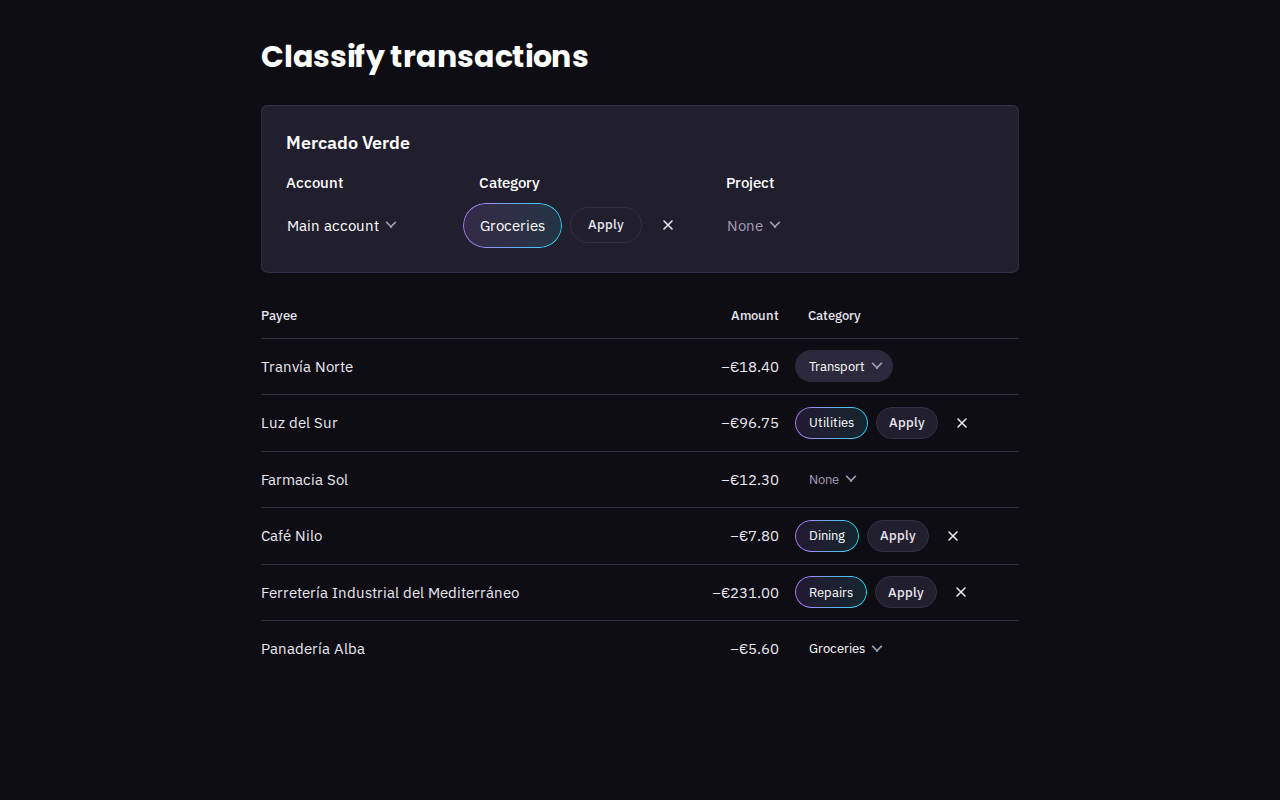 Classify transactions
Mercado Verde
Account Category Project
Main account Groceries Apply None
Payee Amount Category
Tranvía Norte −€18.40 Transport
Luz del Sur −€96.75 Utilities Apply
Farmacia Sol −€12.30 None
Café Nilo −€7.80 Dining Apply
Ferretería Industrial del Mediterráneo −€231.00 Repairs Apply
Panadería Alba −€5.60 Groceries